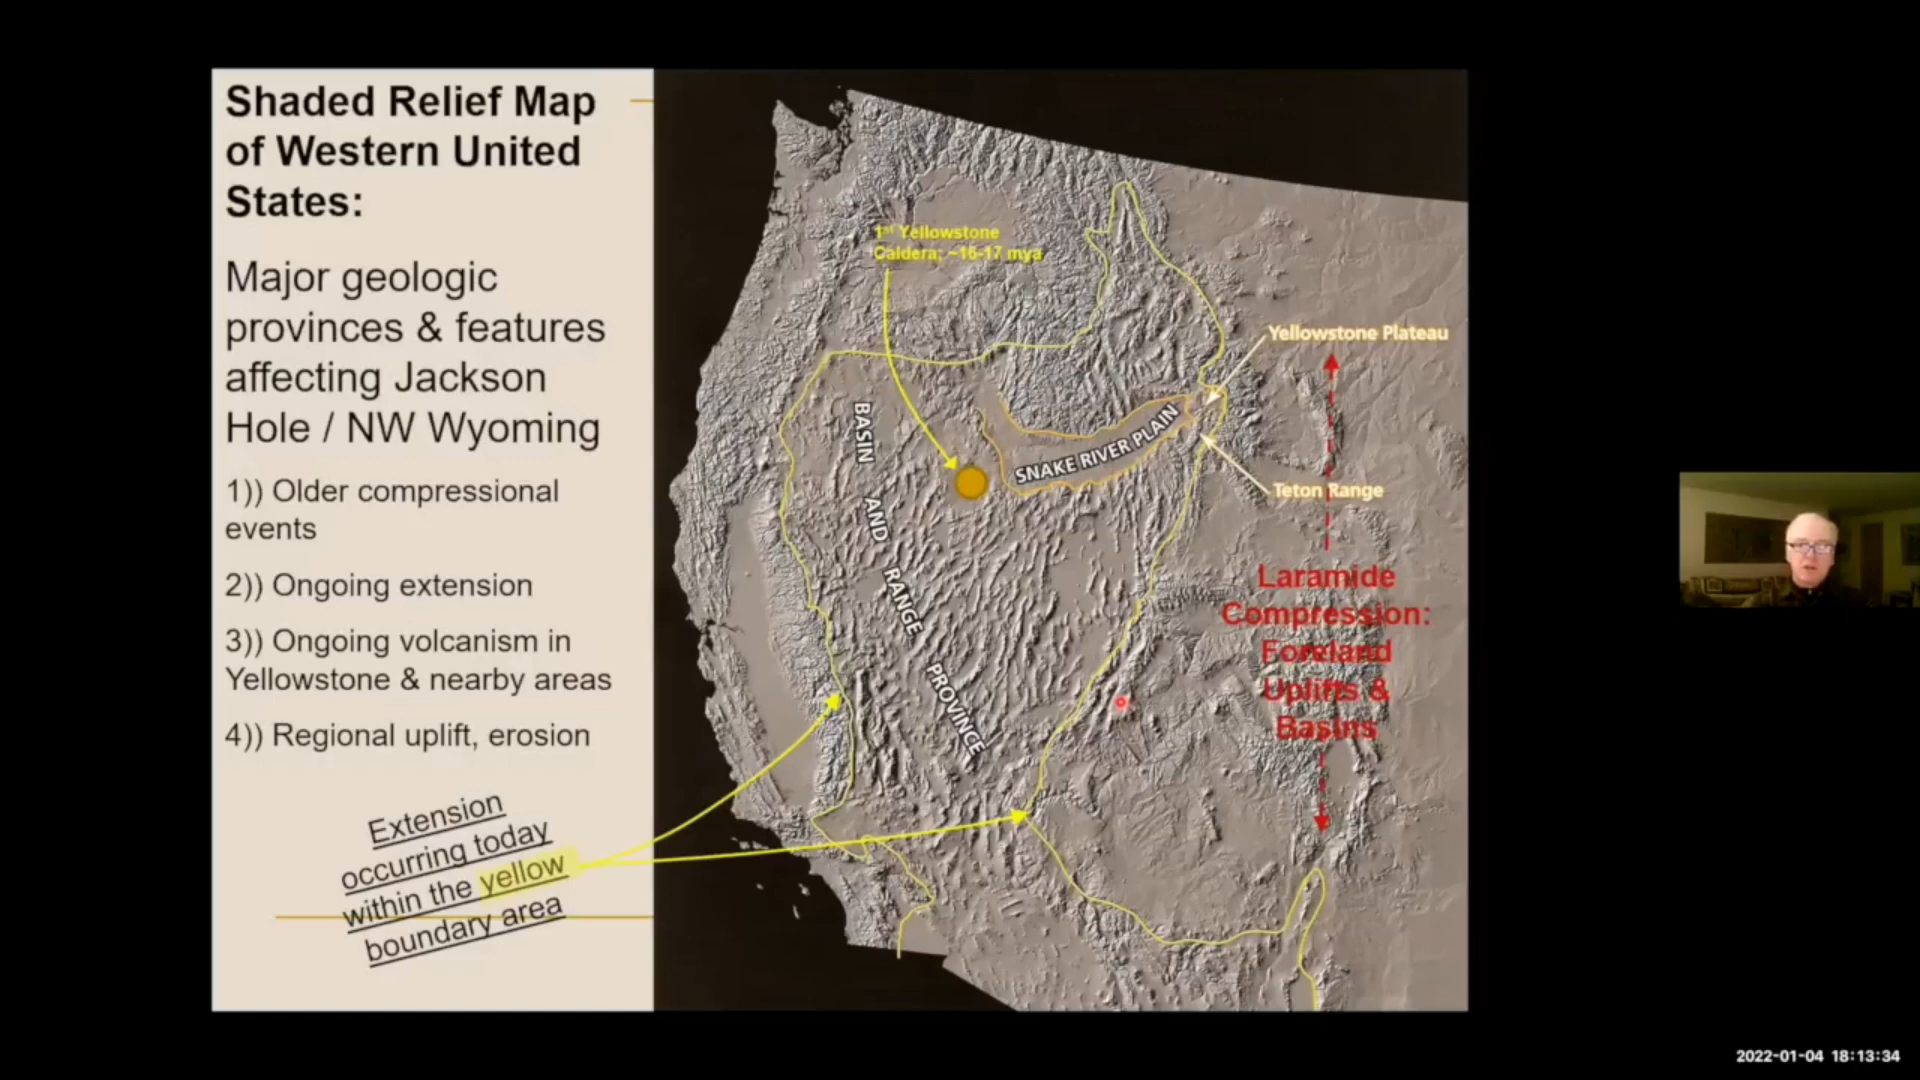 Shaded Relief Map
of Western United
States:
Major geologic
provinces & features
affecting Jackson
Hole / NW Wyoming
1)) Older compressional
events
2)) Ongoing extension
3)) Ongoing volcanism in
Yellowstone & nearby areas
4)) Regional uplift, erosion
Extension
occurring today
within the yellow
boundary area
1st Yellowstone
Caldera; ~16-17 mya
Yellowstone Plateau
SNAKE RIVER PLAIN
Teton Range
BASIN AND RANGE PROVINCE
Laramide
Compression:
Foreland
Uplifts &
Basins
2022-01-04 18:13:34